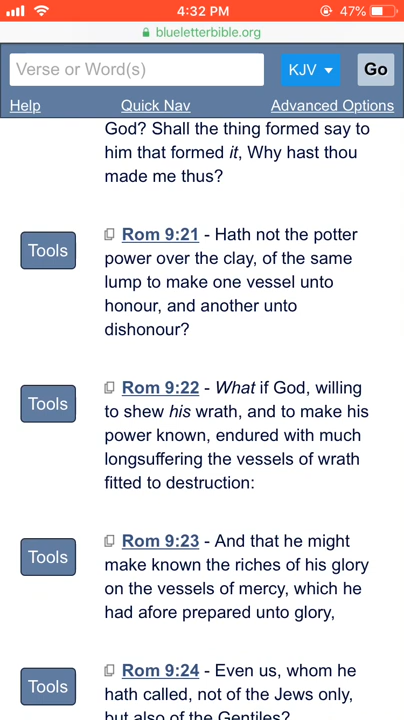 4:32 PM
47%
blueletterbible.org
Verse or Word(s)
KJV
Go
Help
Quick Nav
Advanced Options
God? Shall the thing formed say to
him that formed it, Why hast thou
made me thus?
Tools
Rom 9:21 - Hath not the potter
power over the clay, of the same
lump to make one vessel unto
honour, and another unto
dishonour?
Tools
Rom 9:22 - What if God, willing
to shew his wrath, and to make his
power known, endured with much
longsuffering the vessels of wrath
fitted to destruction:
Tools
Rom 9:23 - And that he might
make known the riches of his glory
on the vessels of mercy, which he
had afore prepared unto glory,
Tools
Rom 9:24 - Even us, whom he
hath called, not of the Jews only,
but also of the Gentiles?